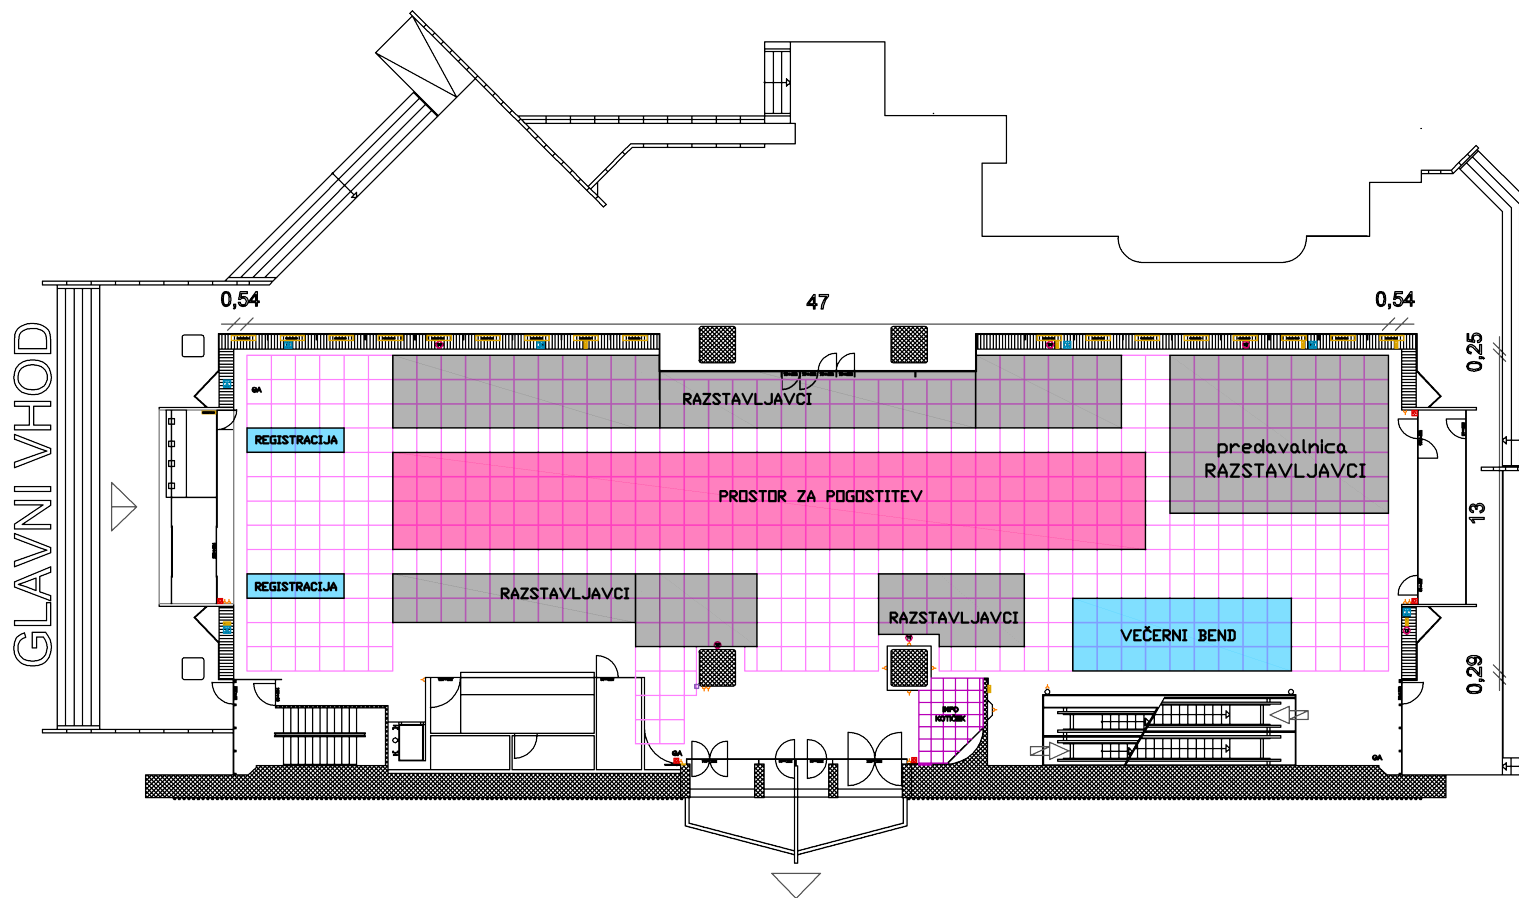 0,54
47
0,54
0,25
GLAVNI VHOD
RAZSTAVLJAVCI
REGISTRACIJA
predavalnica
RAZSTAVLJAVCI
PROSTOR ZA POGOSTITEV
13
REGISTRACIJA
RAZSTAVLJAVCI
RAZSTAVLJAVCI
VEČERNI BEND
0,29
INFO
KOTIČEK